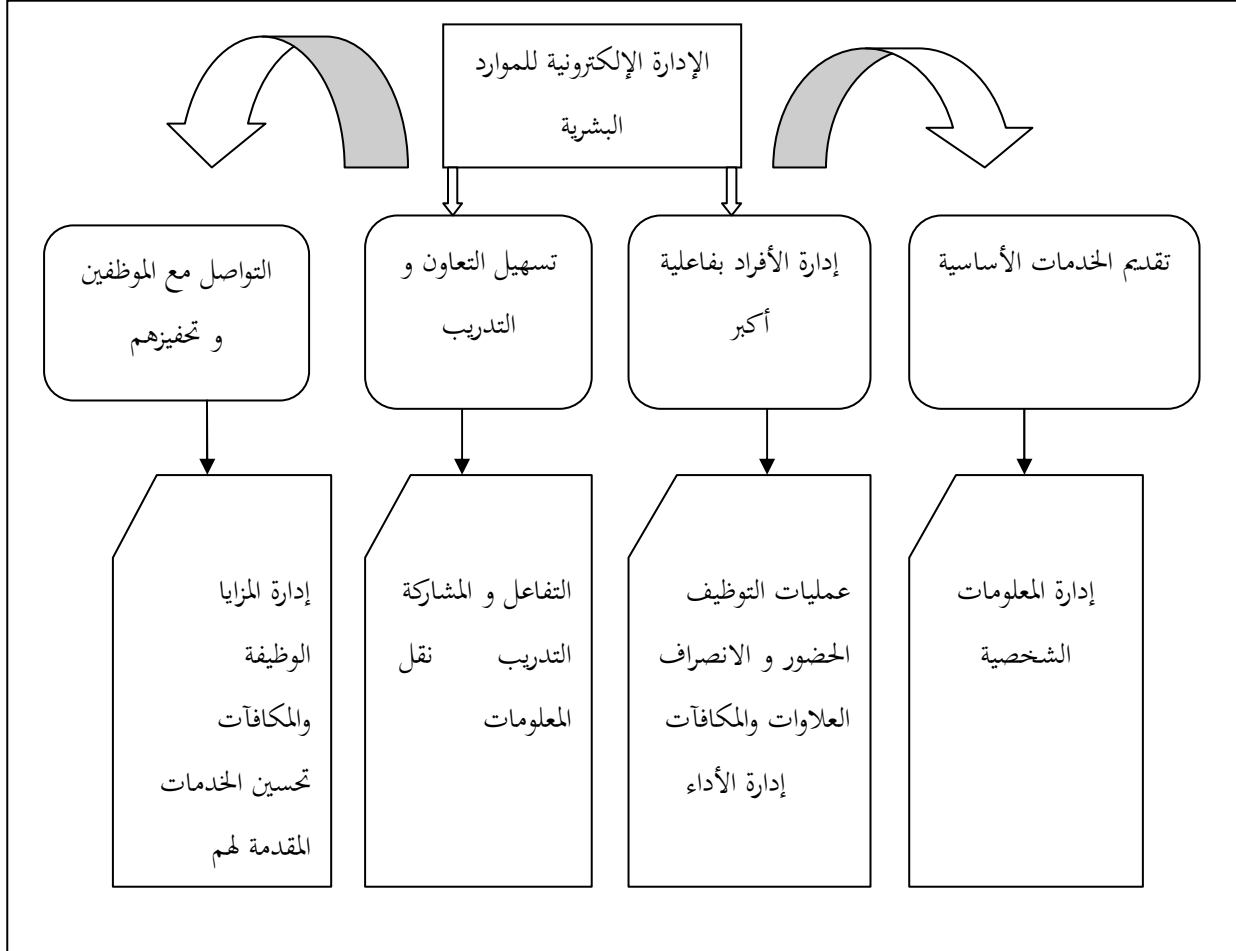 الإدارة الإلكترونية للموارد
البشرية
تقديم الخدمات الأساسية
إدارة الأفراد بفاعلية
أكبر
تسهيل التعاون و
التدريب
التواصل مع الموظفين
و تحفيزهم
إدارة المعلومات
الشخصية
عمليات التوظيف
الحضور و الانصراف
العلاوات والمكافآت
إدارة الأداء
التفاعل و المشاركة
التدريب نقل
المعلومات
إدارة المزايا
الوظيفة
والمكافآت
تحسين الخدمات
المقدمة لهم